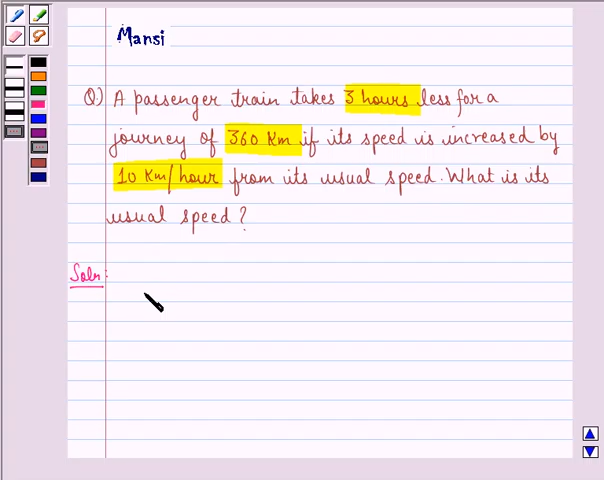 Mansi
Q) A passenger train takes 3 hours less for a
journey of 360 Km if its speed is increased by
10 Km/hour from its usual speed. What is its
usual speed?
Soln: